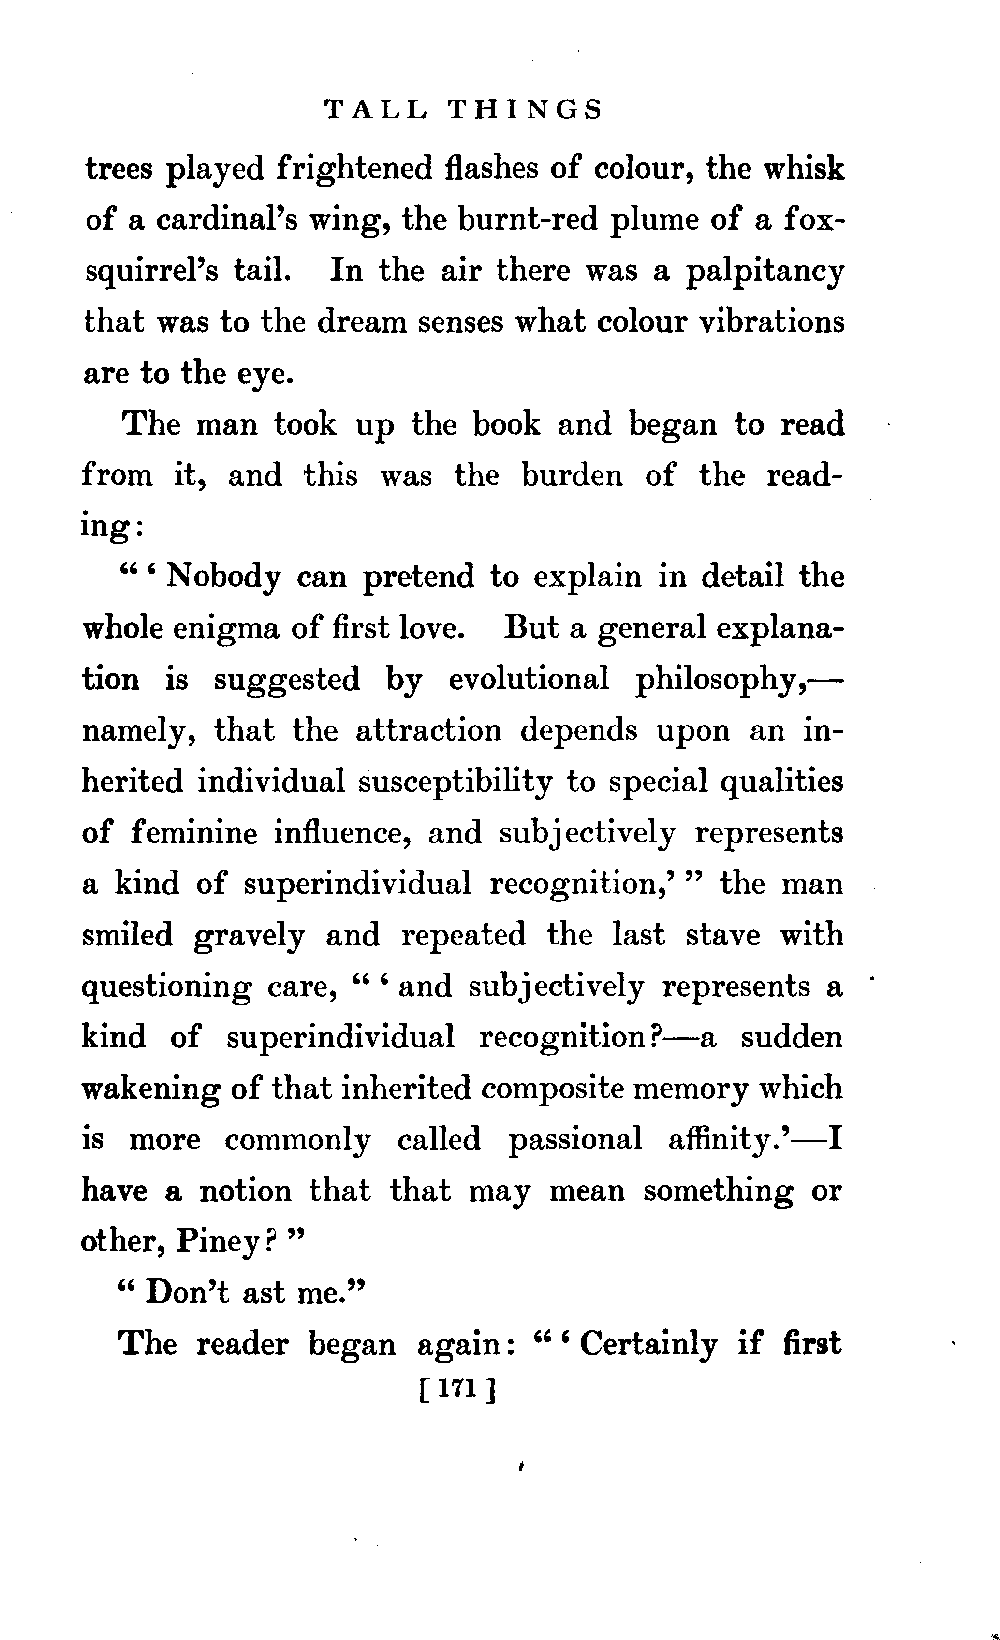 TALL THINGS
trees played frightened flashes of colour, the whisk
of a cardinal's wing, the burnt-red plume of a fox-
squirrel's tail. In the air there was a palpitancy
that was to the dream senses what colour vibrations
are to the eye.
The man took up the book and began to read
from it, and this was the burden of the read-
ing:
“ ‘ Nobody can pretend to explain in detail the
whole enigma of first love. But a general explana-
tion is suggested by evolutional philosophy,—
namely, that the attraction depends upon an in-
herited individual susceptibility to special qualities
of feminine influence, and subjectively represents
a kind of superindividual recognition,’ ” the man
smiled gravely and repeated the last stave with
questioning care, “ ‘ and subjectively represents a
kind of superindividual recognition?—a sudden
wakening of that inherited composite memory which
is more commonly called passional affinity.’—I
have a notion that that may mean something or
other, Piney? ”
“ Don't ast me.”
The reader began again: “ ‘ Certainly if first
[ 171 ]